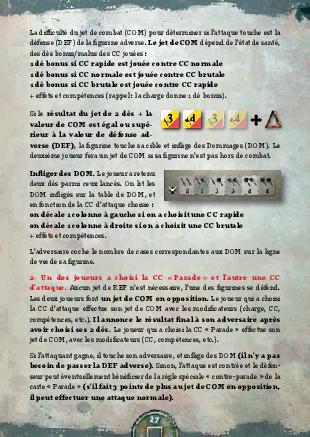 La difficulté du jet de combat (COM) pour déterminer si l'attaque touche est la
défense (DEF) de la figurine adverse. Le jet de COM dépend de l'état de santé,
des dés bonus/malus des CC jouées :
1 dé bonus si CC rapide est jouée contre CC normale
1 dé bonus si CC normale est jouée contre CC brutale
1 dé bonus si CC brutale est jouée contre CC rapide
+ effets et compétences (rappel : la charge donne 1 dé bonus).
Si le résultat du jet de 2 dés + la
valeur de COM est égal ou supé-
rieur à la valeur de défense ad-
verse (DEF), la figurine touche sa cible et inflige des Dommages (DOM). Le
deuxième joueur fera un jet de COM si sa figurine n'est pas hors de combat.
3 4 3 4 +
Infliger des DOM. Le joueur a retenu
deux dés parmi ceux lancés. On lit les
DOM infligés sur la table de DOM, et
en fonction de la CC d'attaque choisie :
on décale 1 colonne à gauche si on a choisit une CC rapide
on décale 1 colonne à droite si on a choisit une CC brutale
+ effets et compétences.
L'adversaire coche le nombre de cases correspondantes aux DOM sur la ligne
de vie de sa figurine.
2- Un des joueurs a choisi la CC « Parade » et l'autre une CC
d'attaque. Aucun jet de REF n'est nécessaire, l'une des figurines se défend.
Les deux joueurs font un jet de COM en opposition. Le joueur qui a choisi
la CC d'attaque effectue son jet de COM avec les modificateurs (charge, CC,
compétences, etc.). Il annonce le résultat final à son adversaire après
avoir choisi ses 2 dés. Le joueur qui a choisi la CC « Parade » effectue son
jet de COM, avec les modificateurs (CC, compétences, etc.).
Si l'attaquant gagne, il touche son adversaire, et inflige des DOM (il n'y a pas
besoin de passer la DEF adverse). Sinon, l'attaque est contrée et le défen-
seur peut éventuellement bénéficier de la règle spéciale « contre-parade » de la
carte « Parade » (s'il fait 3 points de plus au jet de COM en opposition,
il peut effectuer une attaque normale).
27